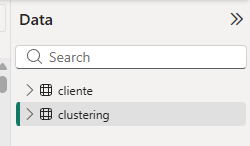 Data
Search
cliente
clustering